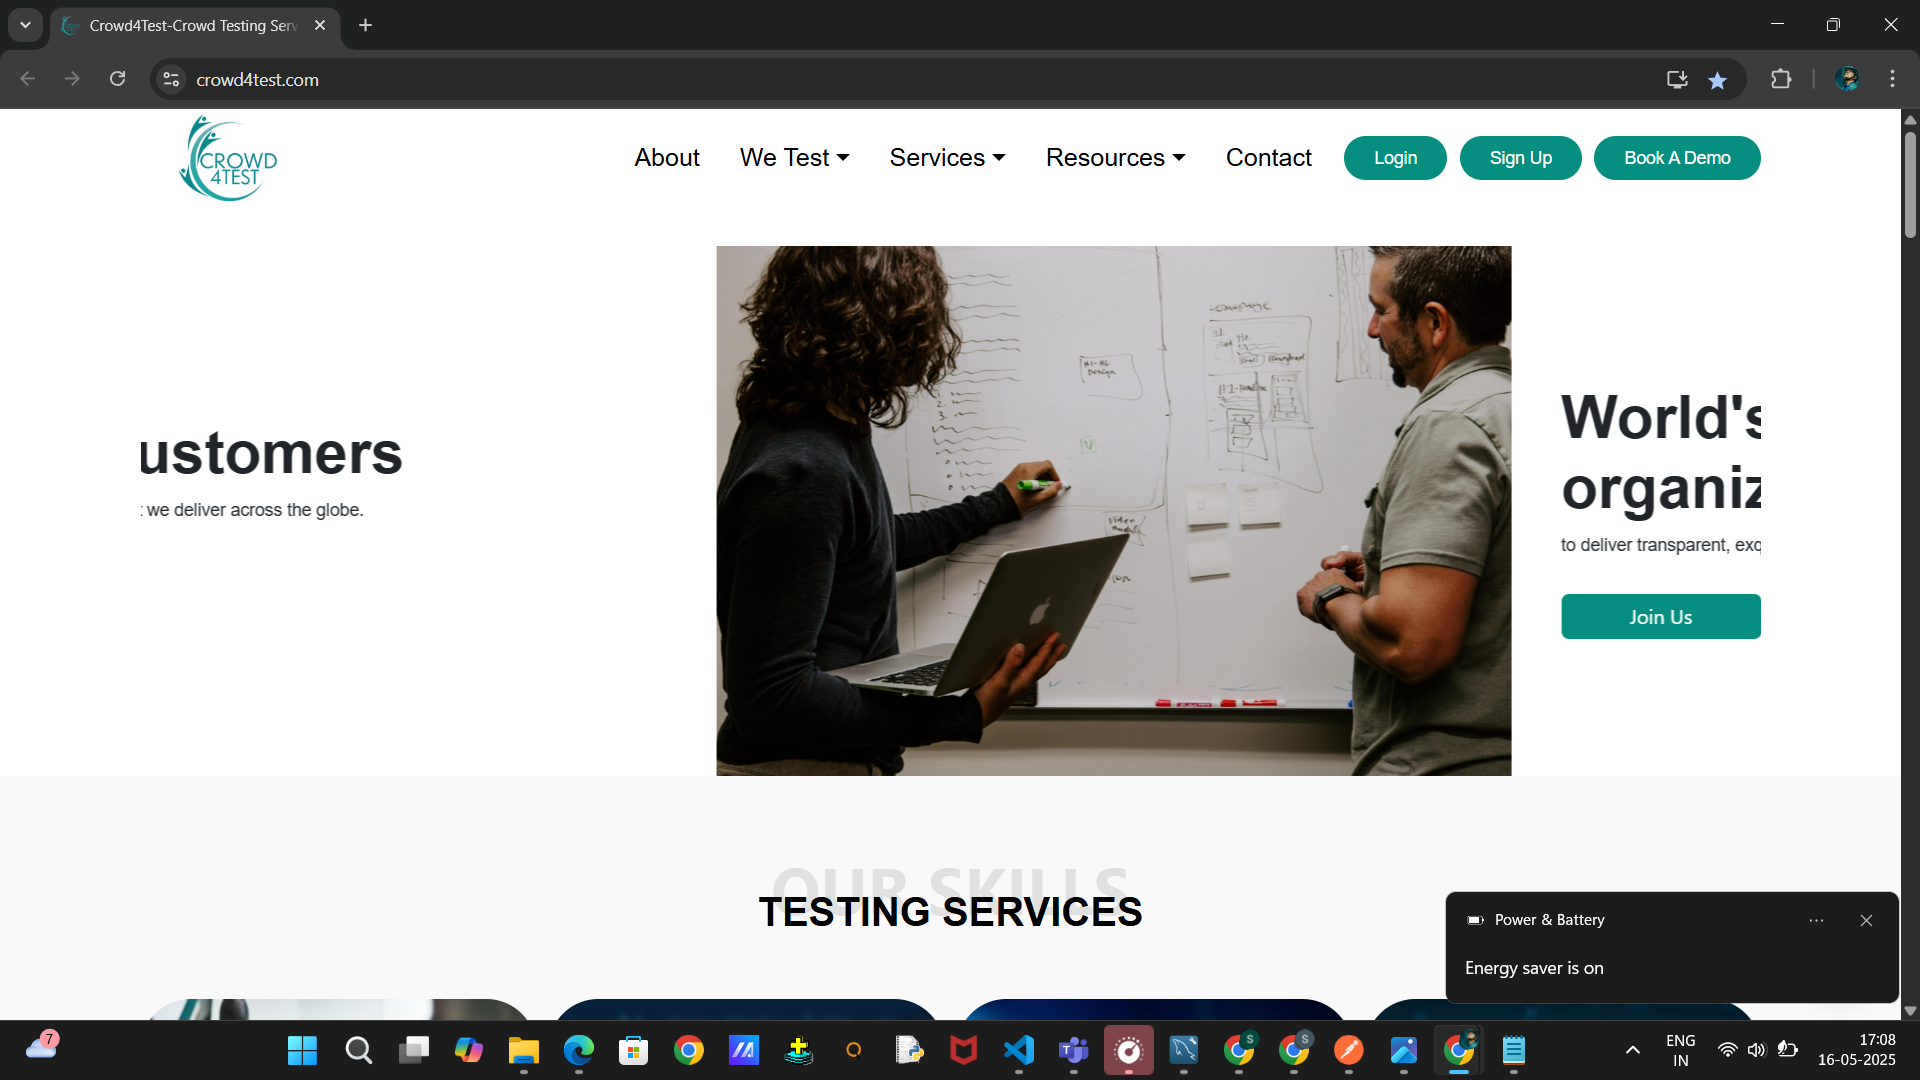 Crowd4Test-Crowd Testing Serv
crowd4test.com
CROWD
4TEST
About
We Test
Services
Resources
Contact
Login
Sign Up
Book A Demo
ustomers
we deliver across the globe.
World's
organiz
to deliver transparent, exq
Join Us
OUR SKILLS
TESTING SERVICES
Power & Battery
Energy saver is on
7
S
S
ENG
IN
17:08
16-05-2025